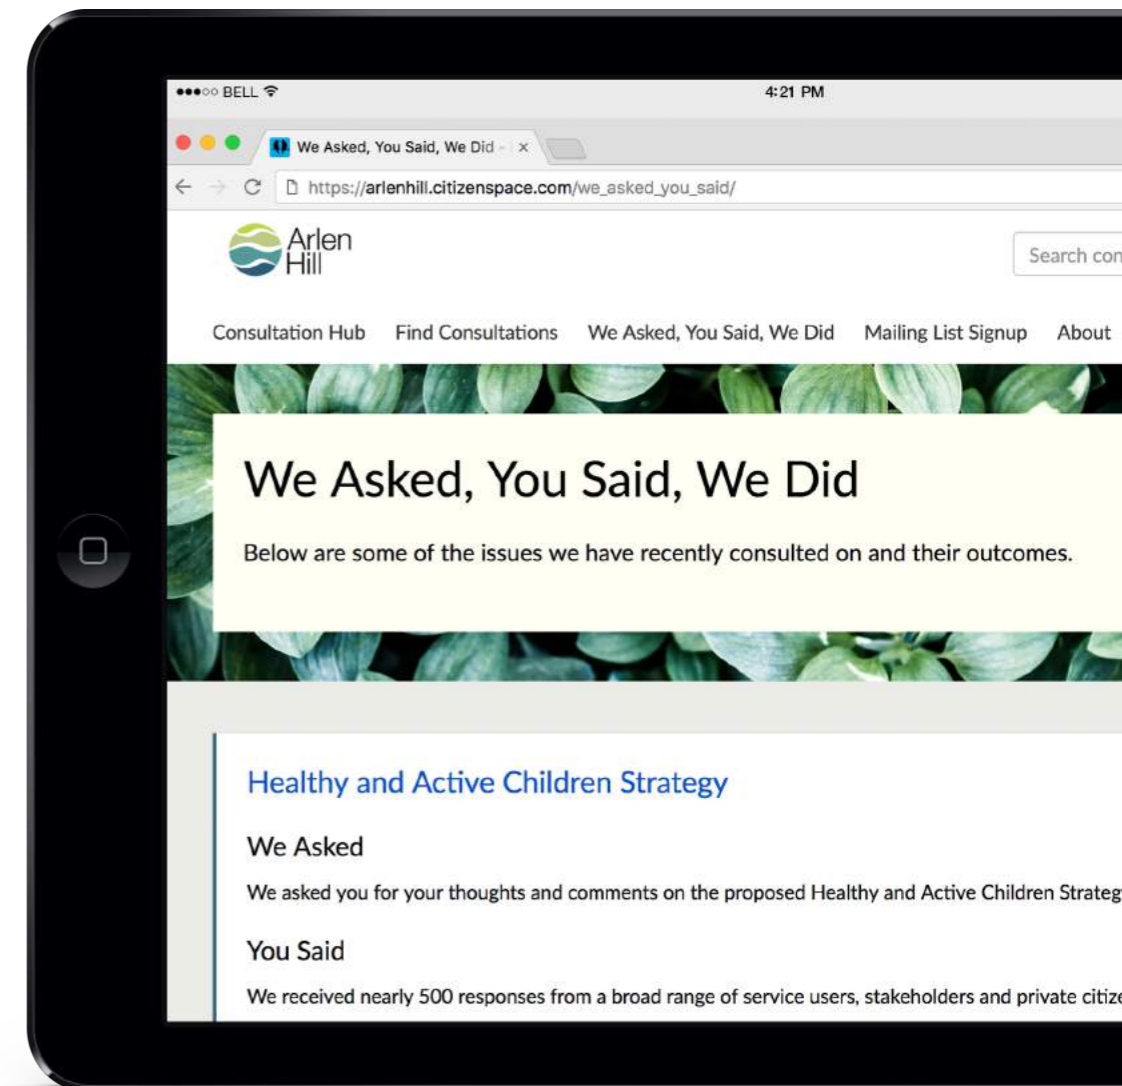 BELL
4:21 PM
We Asked, You Said, We Did -
https://arlenhill.citizenspace.com/we_asked_you_said/
Arlen
Hill
Search
Consultation Hub Find Consultations We Asked, You Said, We Did Mailing List Signup About
We Asked, You Said, We Did
Below are some of the issues we have recently consulted on and their outcomes.
Healthy and Active Children Strategy
We Asked
We asked you for your thoughts and comments on the proposed Healthy and Active Children
You Said
We received nearly 500 responses from a broad range of service users, stakeholders and private